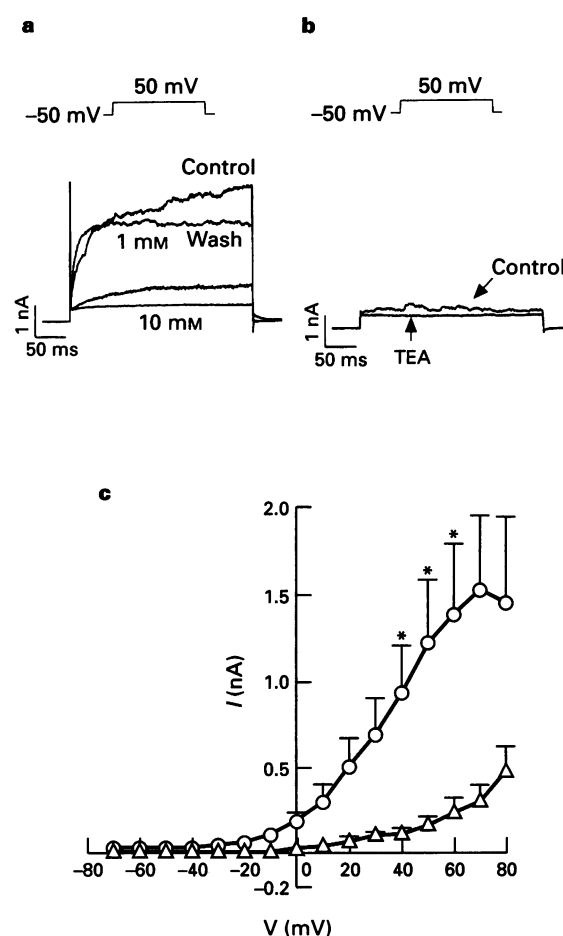 a
50 mV
–50 mV
Control
1 mM Wash
10 mM
1 nA
50 ms
b
50 mV
–50 mV
Control
TEA
1 nA
50 ms
c
2.0
1.5
1.0
0.5
–0.2
I (nA)
* * *
–80 –60 –40 –20 0 20 40 60 80
V (mV)